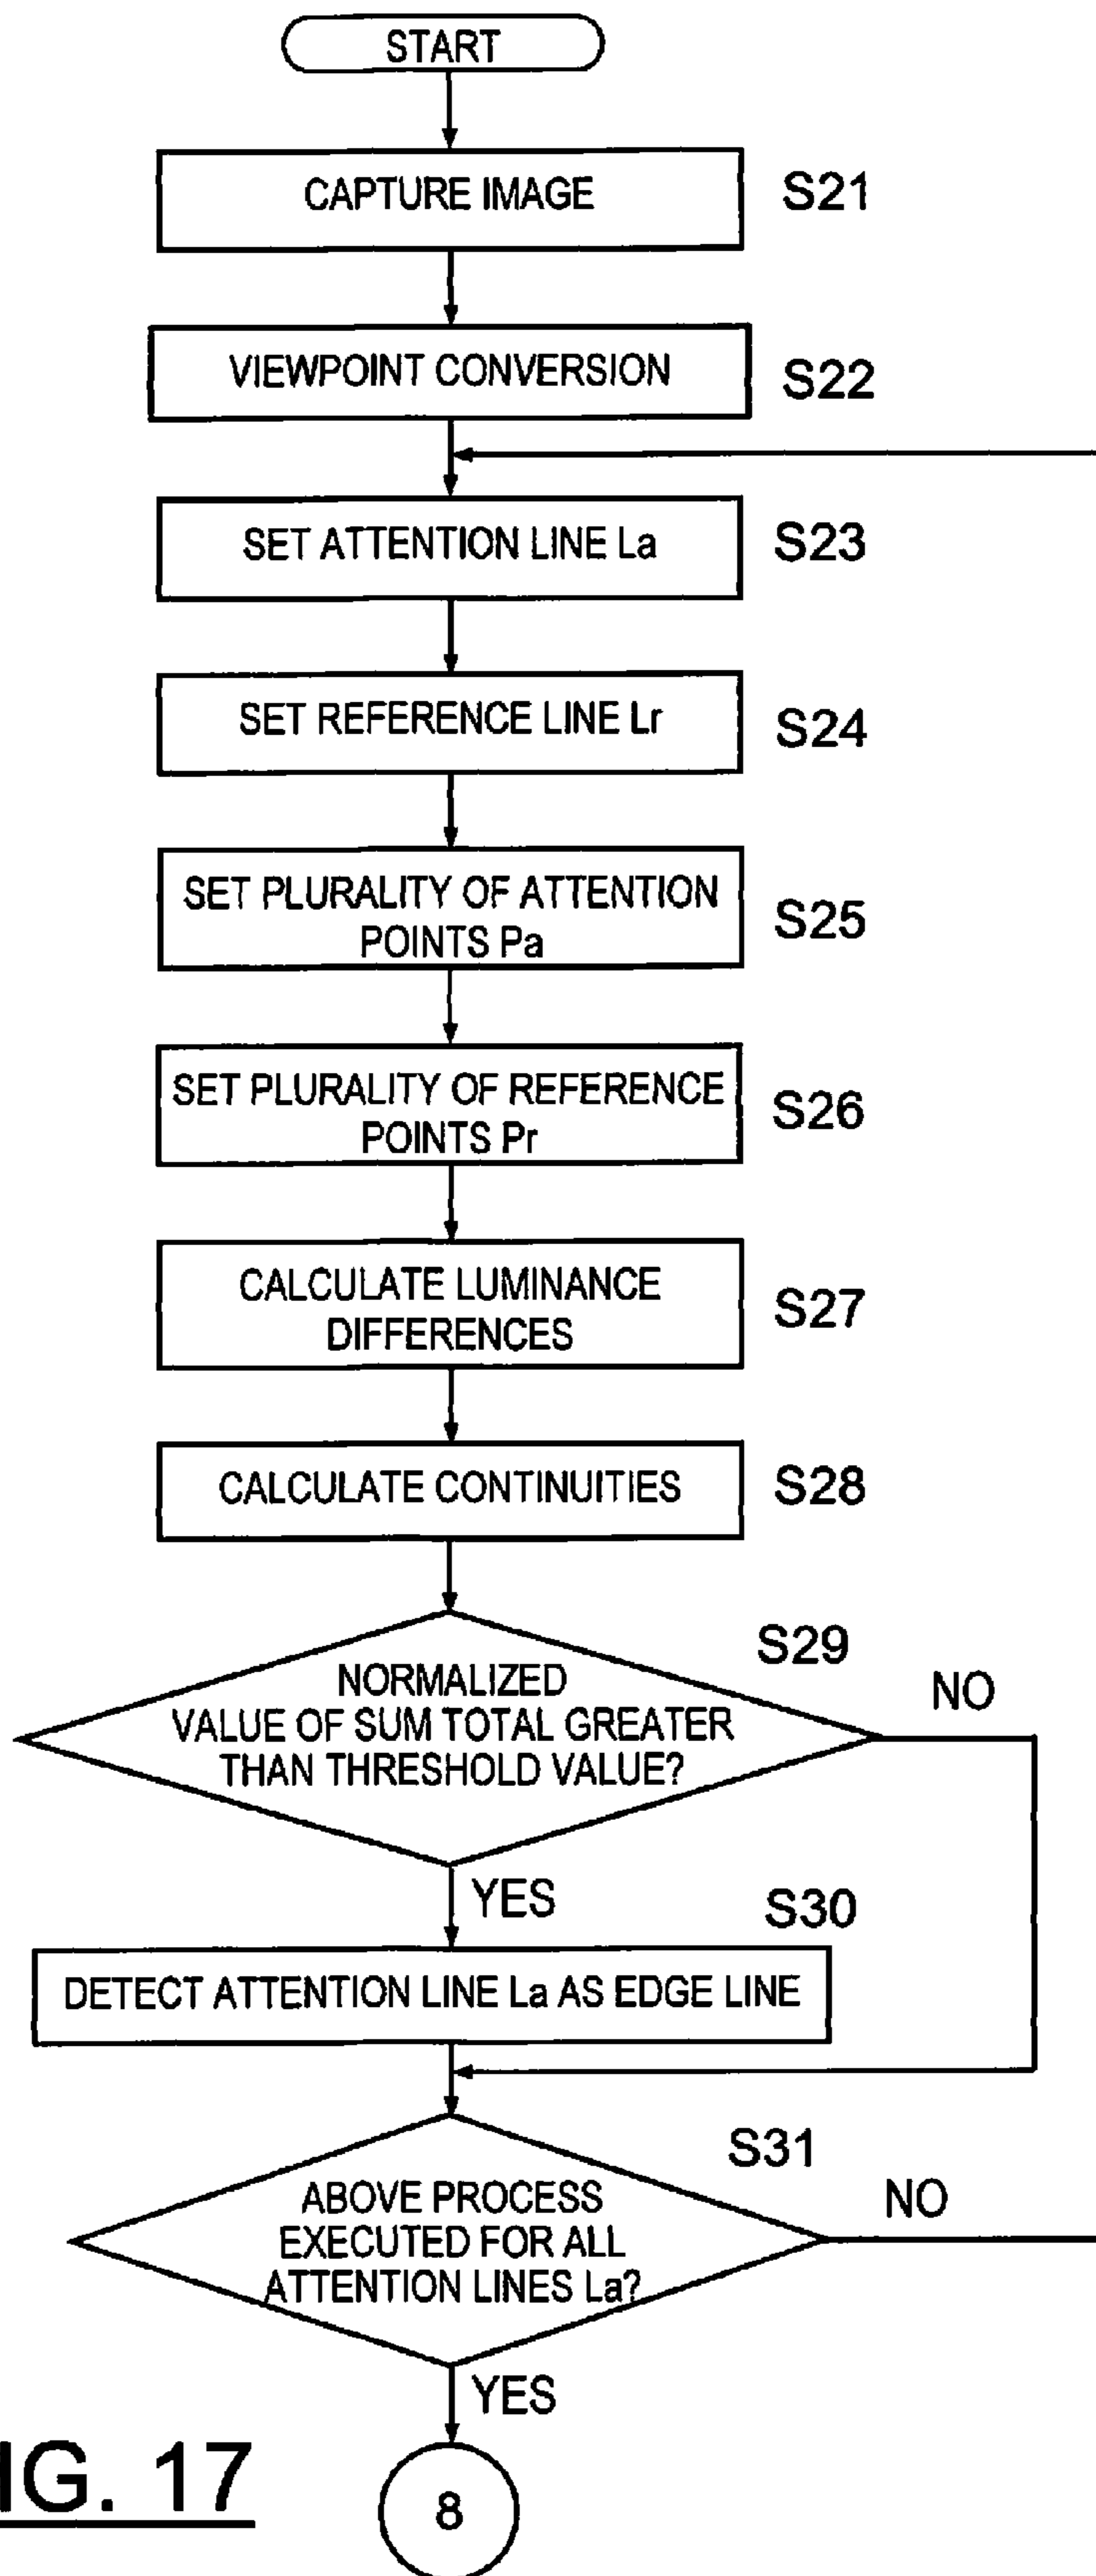 START
CAPTURE IMAGE
S21
VIEWPOINT CONVERSION
S22
SET ATTENTION LINE La
S23
SET REFERENCE LINE Lr
S24
SET PLURALITY OF ATTENTION
POINTS Pa
S25
SET PLURALITY OF REFERENCE
POINTS Pr
S26
CALCULATE LUMINANCE
DIFFERENCES
S27
CALCULATE CONTINUITIES
S28
S29
NORMALIZED
VALUE OF SUM TOTAL GREATER
THAN THRESHOLD VALUE?
NO
YES
S30
DETECT ATTENTION LINE La AS EDGE LINE
S31
ABOVE PROCESS
EXECUTED FOR ALL
ATTENTION LINES La?
NO
YES
IG. 17
8